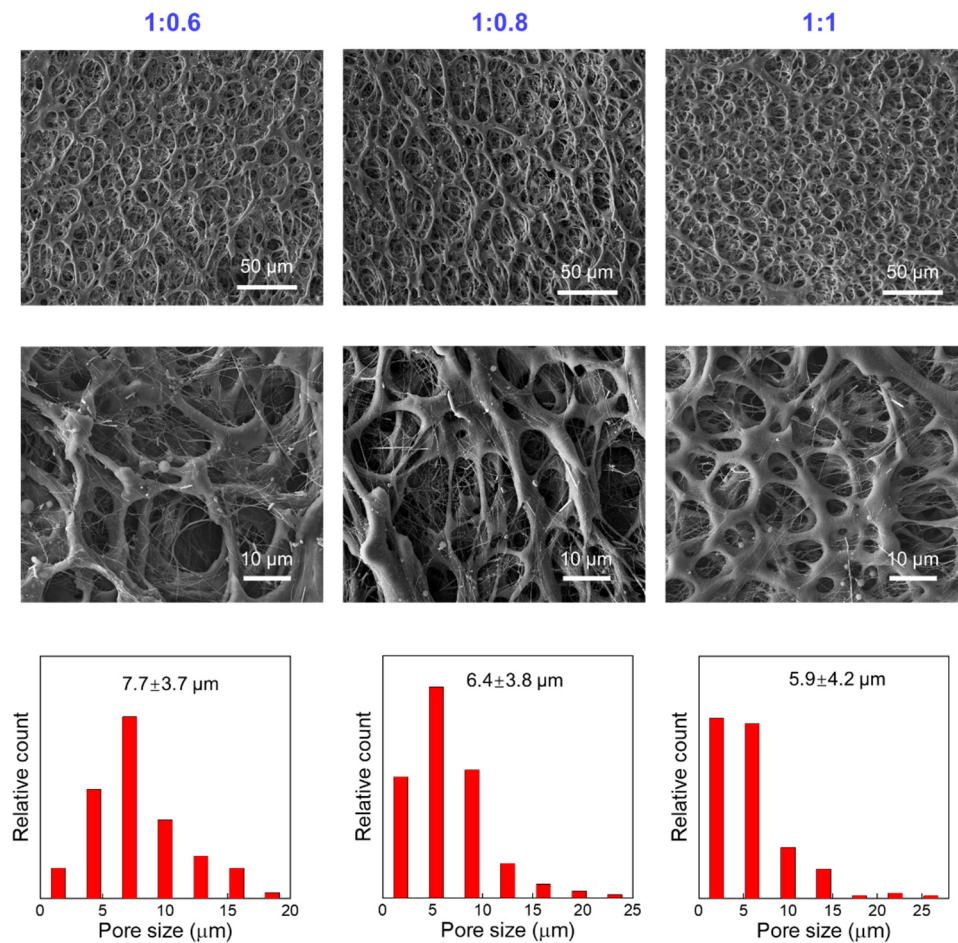 1:0.6
1:0.8
1:1
50 μm
50 μm
50 μm
10 μm
10 μm
10 μm
7.7±3.7 μm
Relative count
0 5 10 15 20
Pore size (μm)
6.4±3.8 μm
Relative count
0 5 10 15 20 25
Pore size (μm)
5.9±4.2 μm
Relative count
0 5 10 15 20 25
Pore size (μm)